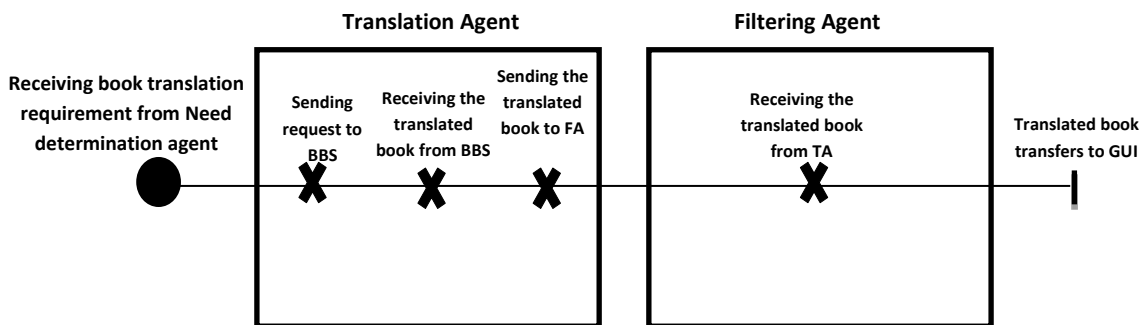 Translation Agent
Filtering Agent
Receiving book translation
requirement from Need
determination agent
Sending
request to
BBS
Receiving the
translated
book from BBS
Sending the
translated
book to FA
Receiving the
translated book
from TA
Translated book
transfers to GUI